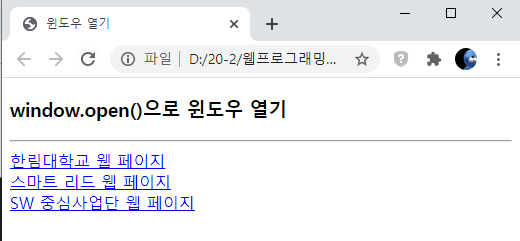 윈도우 열기
파일 D:/20-2/웹프로그래밍...
window.open()으로 윈도우 열기
한림대학교 웹 페이지
스마트 리드 웹 페이지
SW 중심사업단 웹 페이지